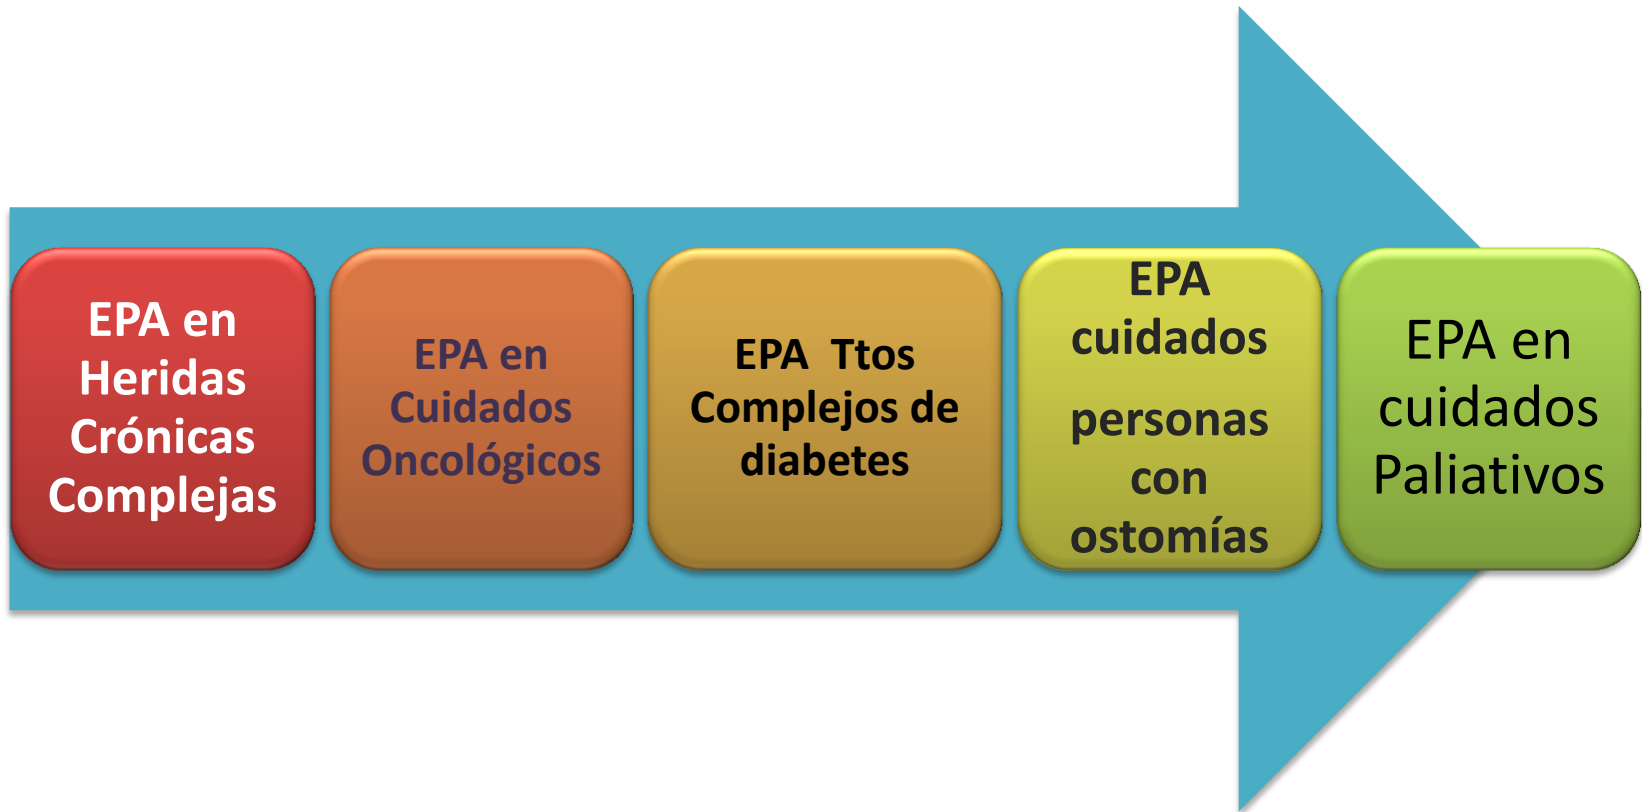 EPA en
Heridas
Crónicas
Complejas
EPA en
Cuidados
Oncológicos
EPA  Ttos
Complejos de
diabetes
EPA
cuidados
personas
con
ostomías
EPA en
cuidados
Paliativos